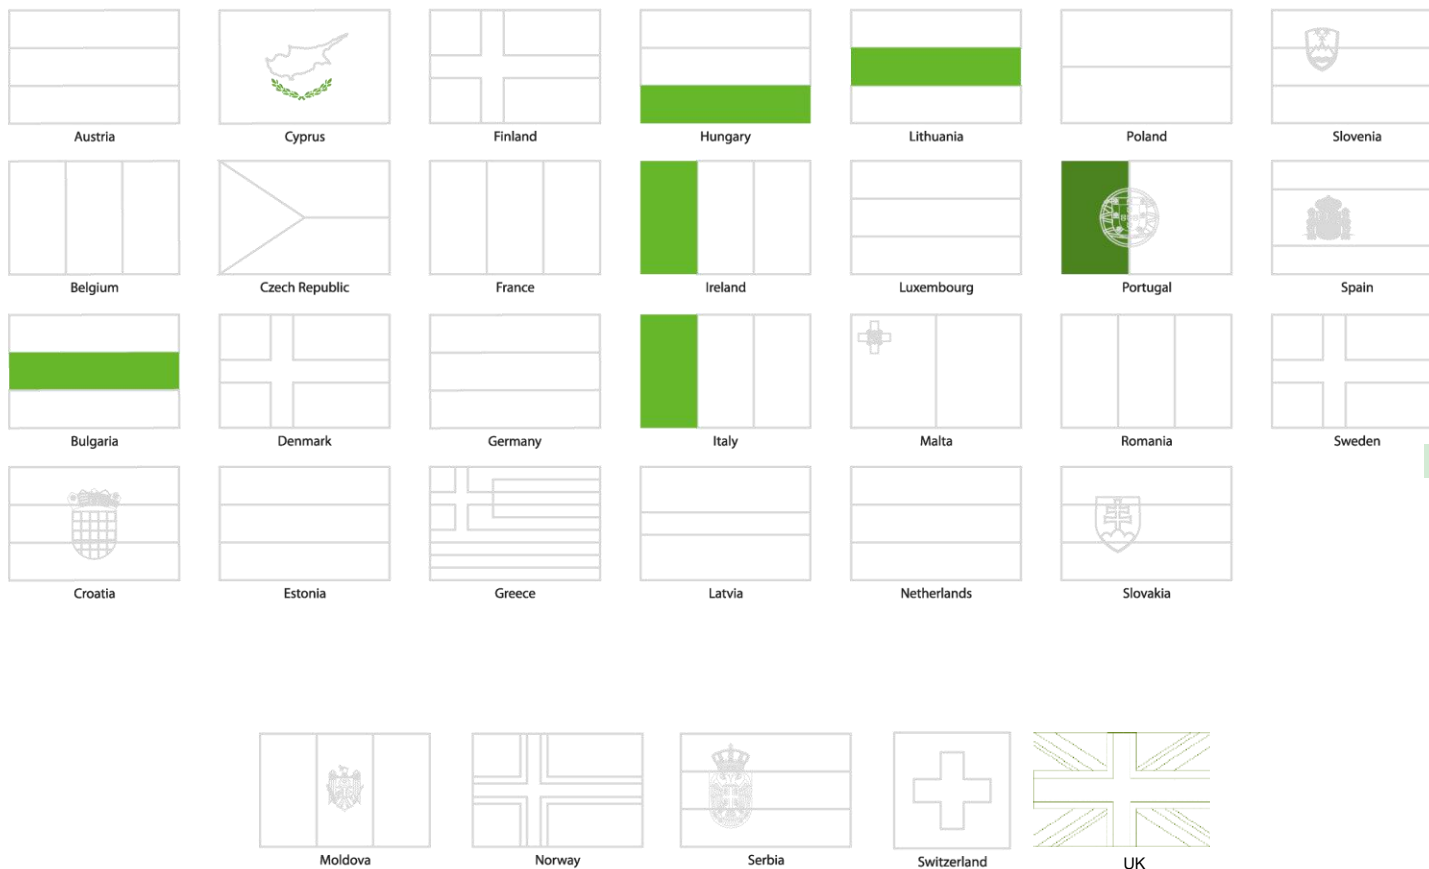 Austria Cyprus Finland Hungary Lithuania Poland Slovenia
Belgium Czech Republic France Ireland Luxembourg Portugal Spain
Bulgaria Denmark Germany Italy Malta Romania Sweden
Croatia Estonia Greece Latvia Netherlands Slovakia
Moldova Norway Serbia Switzerland UK